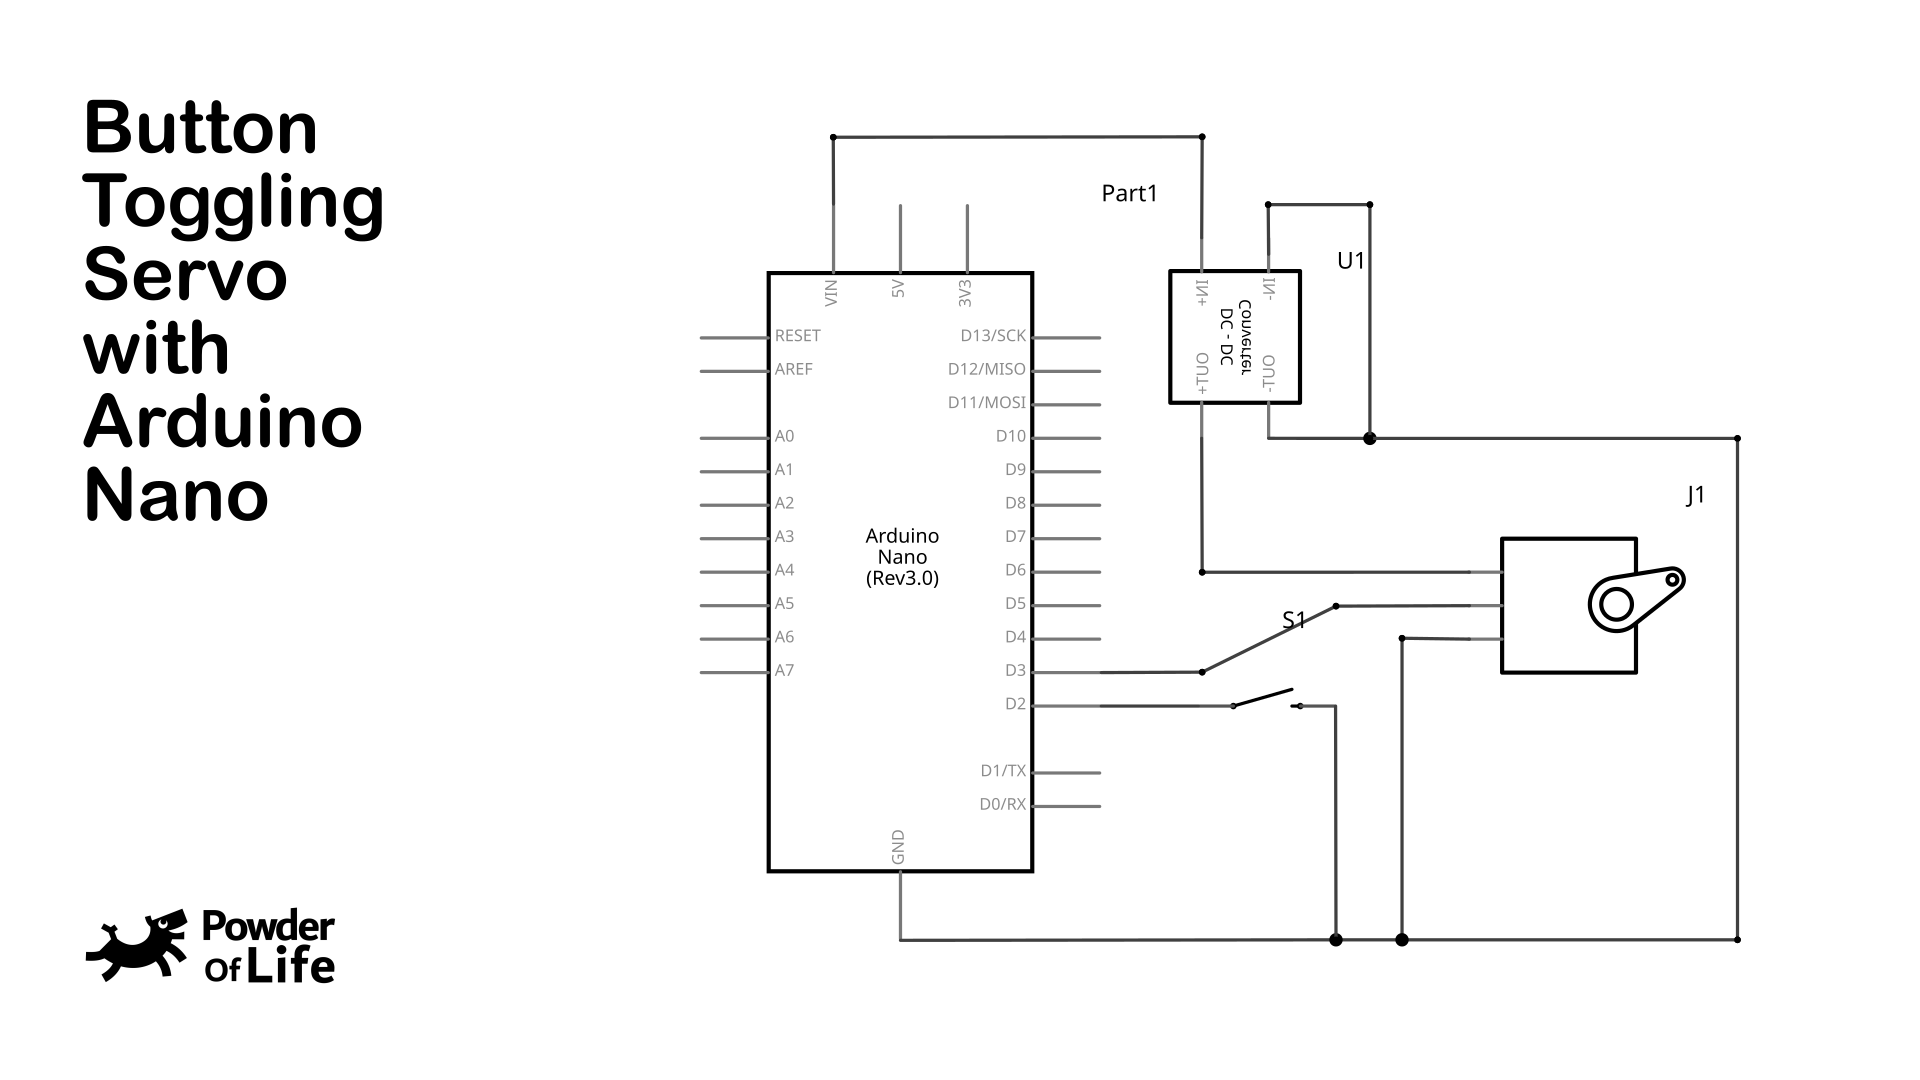 Button
Toggling
Servo
with
Arduino
Nano
Part1
U1
VIN
5V
3V3
IN+
IN-
DC - DC
Converter
OUT+
OUT-
RESET
AREF
A0
A1
A2
A3
A4
A5
A6
A7
Arduino
Nano
(Rev3.0)
D13/SCK
D12/MISO
D11/MOSI
D10
D9
D8
D7
D6
D5
D4
D3
D2
D1/TX
D0/RX
GND
J1
S1
Powder
Of Life